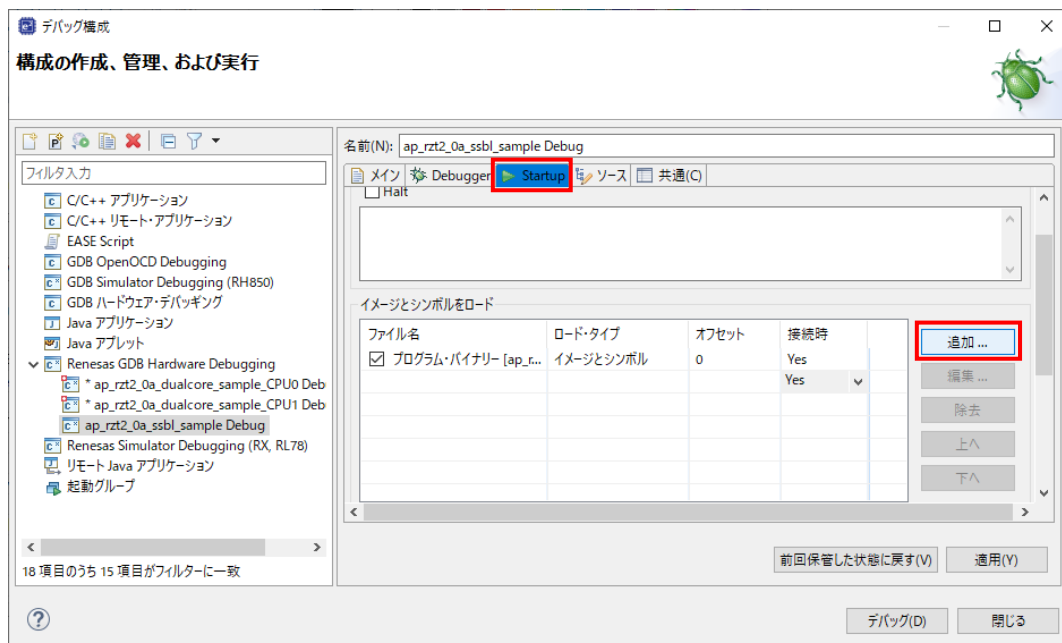 デバッグ構成
構成の作成、管理、および実行
名前(N): ap_rzt2_0a_ssbl_sample Debug
フィルタ入力
メイン Debugger Startup ソース 共通(C)
Halt
C/C++ アプリケーション
C/C++ リモート・アプリケーション
EASE Script
GDB OpenOCD Debugging
GDB Simulator Debugging (RH850)
GDB ハードウェア・デバッギング
Java アプリケーション
Java アプレット
Renesas GDB Hardware Debugging
* ap_rzt2_0a_dualcore_sample_CPU0 Deb
* ap_rzt2_0a_dualcore_sample_CPU1 Deb
ap_rzt2_0a_ssbl_sample Debug
Renesas Simulator Debugging (RX, RL78)
リモート Java アプリケーション
起動グループ
18 項目のうち 15 項目がフィルターに一致
イメージとシンボルをロード
ファイル名 ロード・タイプ オフセット 接続時
プログラム・バイナリー [ap_r... イメージとシンボル 0 Yes
Yes
追加 ...
編集 ...
除去
上へ
下へ
前回保管した状態に戻す(V) 適用(Y)
デバッグ(D) 閉じる